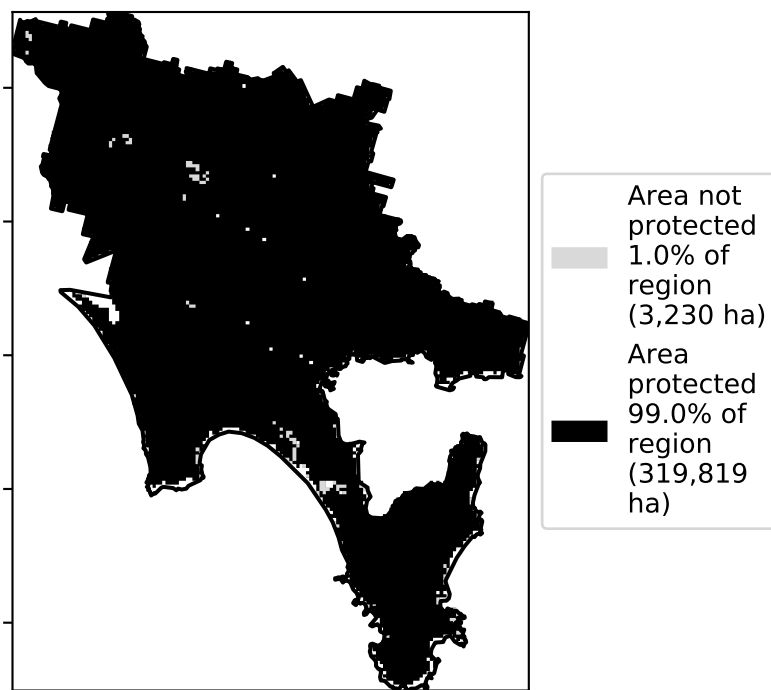 Area not
protected
1.0% of
region
(3,230 ha)
Area
protected
99.0% of
region
(319,819
ha)